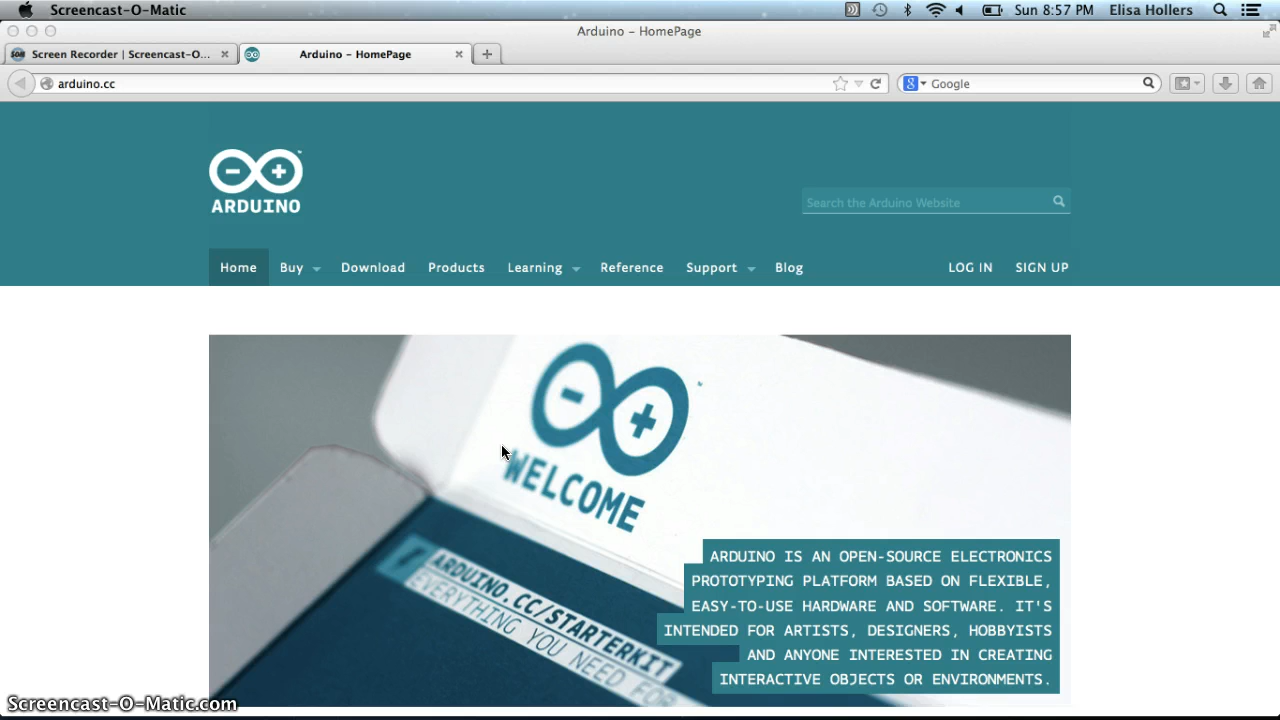 Screencast-O-Matic
Sun 8:57 PM
Elisa Hollers
Arduino – HomePage
Screen Recorder | Screencast-O...
Arduino – HomePage
arduino.cc
Google
ARDUINO
Search the Arduino Website
Home
Buy
Download
Products
Learning
Reference
Support
Blog
LOG IN
SIGN UP
WELCOME
ARDUINO.CC/STARTERKIT
EVERYTHING YOU NEED FOR
ARDUINO IS AN OPEN-SOURCE ELECTRONICS
PROTOTYPING PLATFORM BASED ON FLEXIBLE,
EASY-TO-USE HARDWARE AND SOFTWARE. IT'S
INTENDED FOR ARTISTS, DESIGNERS, HOBBYISTS
AND ANYONE INTERESTED IN CREATING
INTERACTIVE OBJECTS OR ENVIRONMENTS.
Screencast-O-Matic.com